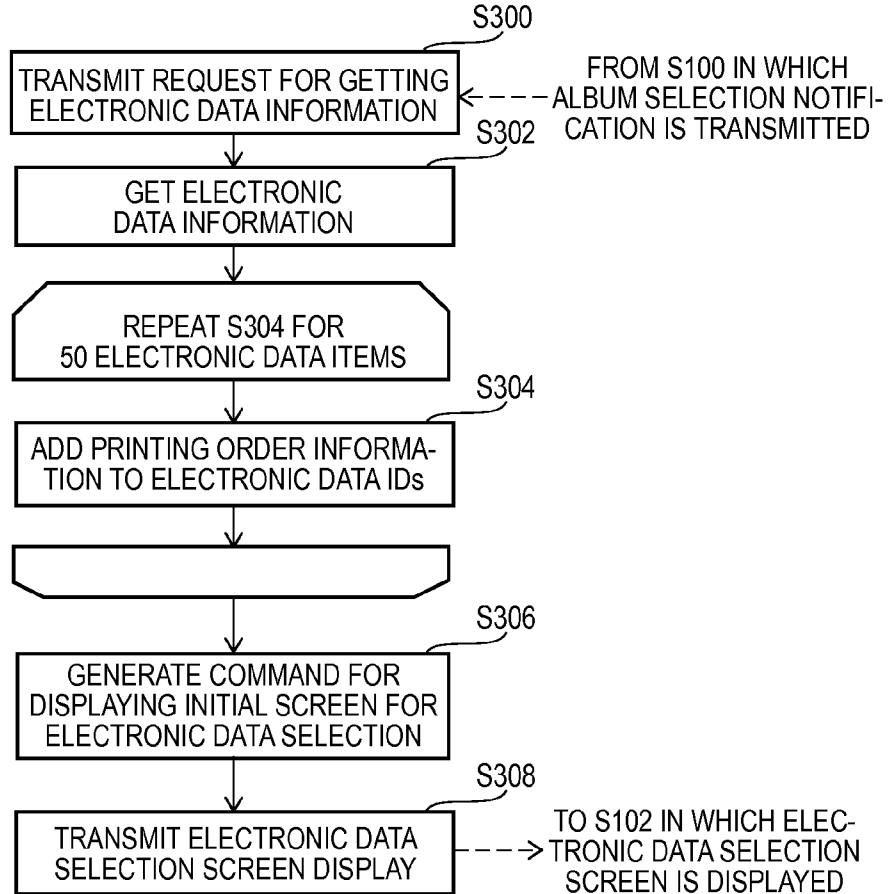 S300
TRANSMIT REQUEST FOR GETTING
ELECTRONIC DATA INFORMATION
FROM S100 IN WHICH
ALBUM SELECTION NOTIFI-
CATION IS TRANSMITTED
S302
GET ELECTRONIC
DATA INFORMATION
REPEAT S304 FOR
50 ELECTRONIC DATA ITEMS
S304
ADD PRINTING ORDER INFORMA-
TION TO ELECTRONIC DATA IDs
S306
GENERATE COMMAND FOR
DISPLAYING INITIAL SCREEN FOR
ELECTRONIC DATA SELECTION
S308
TRANSMIT ELECTRONIC DATA
SELECTION SCREEN DISPLAY
TO S102 IN WHICH ELEC-
TRONIC DATA SELECTION
SCREEN IS DISPLAYED